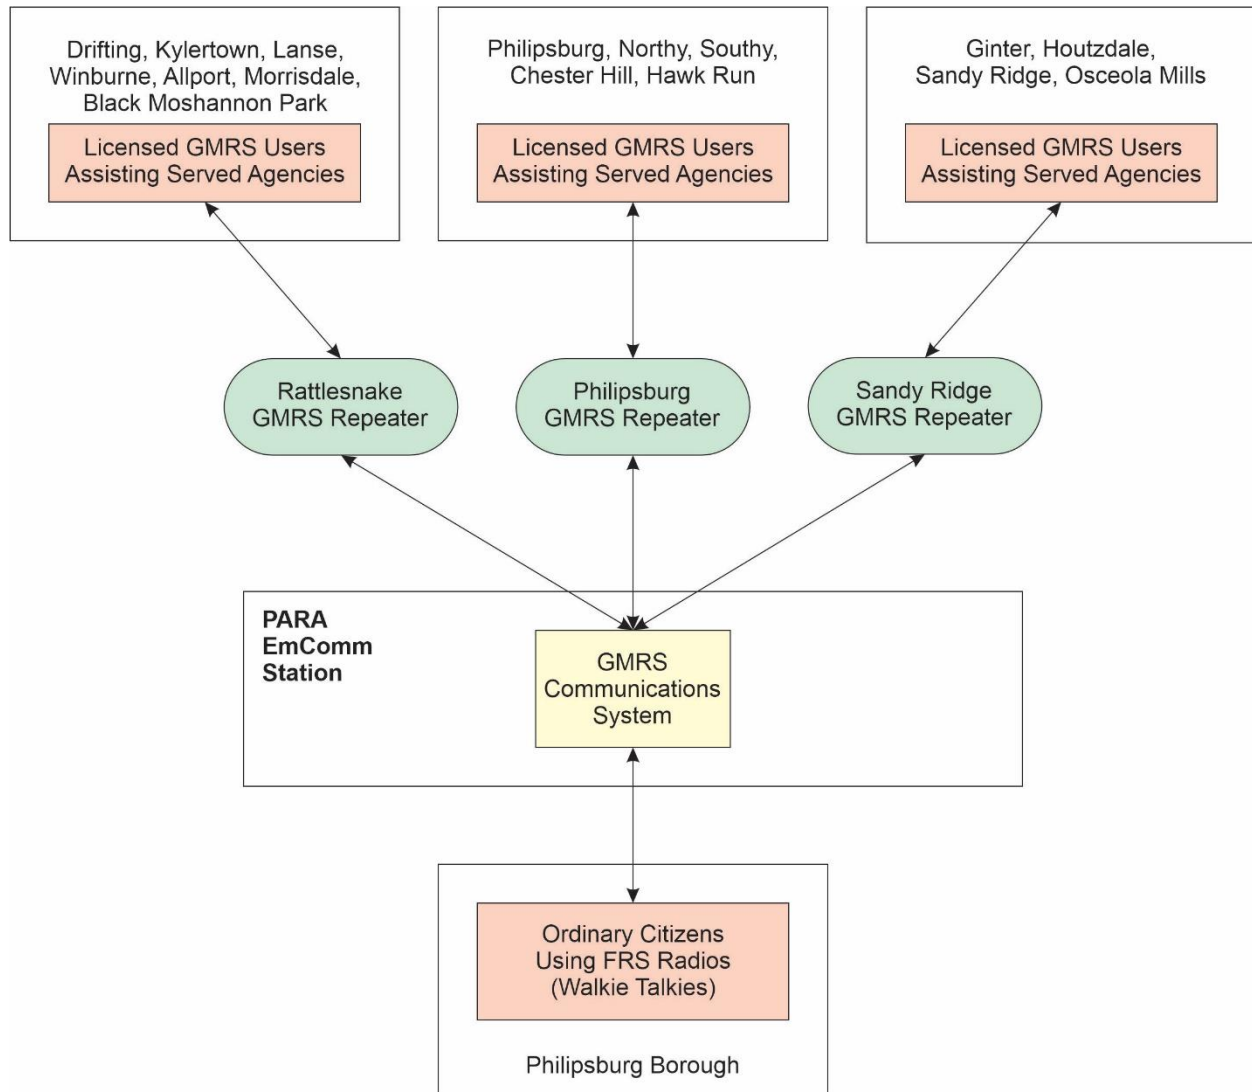 Drifting, Kylertown, Lanse,
Winburne, Allport, Morrisdale,
Black Moshannon Park
Licensed GMRS Users
Assisting Served Agencies
Philipsburg, Northy, Southy,
Chester Hill, Hawk Run
Licensed GMRS Users
Assisting Served Agencies
Ginter, Houtzdale,
Sandy Ridge, Osceola Mills
Licensed GMRS Users
Assisting Served Agencies
Rattlesnake
GMRS Repeater
Philipsburg
GMRS Repeater
Sandy Ridge
GMRS Repeater
PARA
EmComm
Station
GMRS
Communications
System
Ordinary Citizens
Using FRS Radios
(Walkie Talkies)
Philipsburg Borough